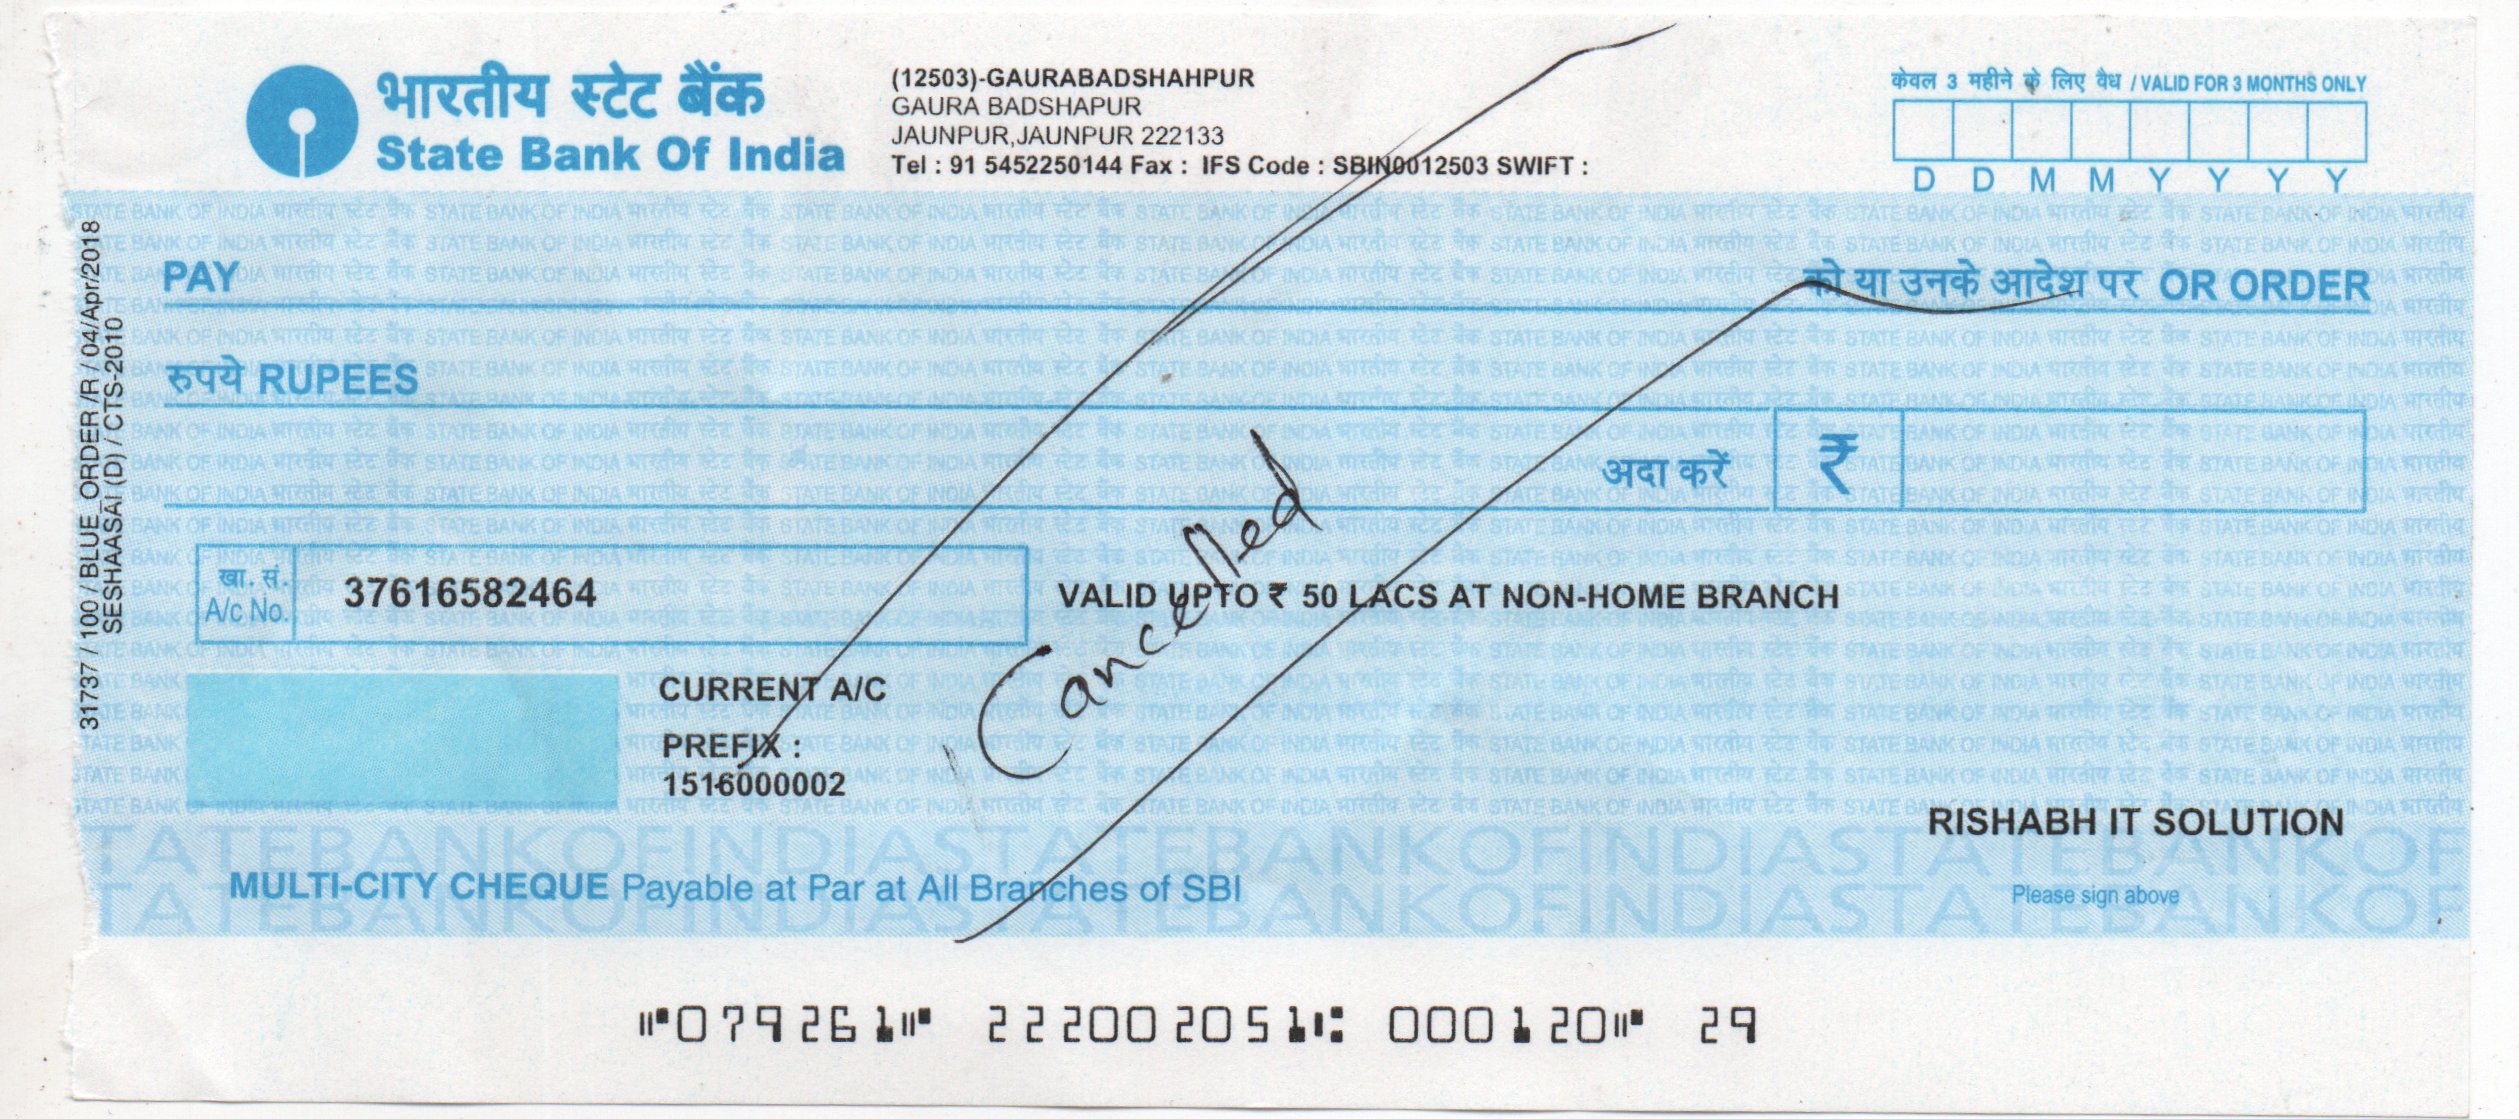 भारतीय स्टेट बैंक
State Bank Of India
(12503)-GAURABADSHAHPUR
GAURA BADSHAPUR
JAUNPUR,JAUNPUR 222133
Tel : 91 5452250144 Fax : IFS Code : SBIN0012503 SWIFT :
केवल 3 महीने के लिए वैध / VALID FOR 3 MONTHS ONLY
D D M M Y Y Y Y
PAY
को या उनके आदेश पर OR ORDER
रुपये RUPEES
अदा करें ₹
खा. सं.
A/c No.
37616582464
VALID UPTO ₹ 50 LACS AT NON-HOME BRANCH
Cancelled
CURRENT A/C
PREFIX :
1516000002
RISHABH IT SOLUTION
MULTI-CITY CHEQUE Payable at Par at All Branches of SBI
Please sign above
⑈079261⑈ 222002051⑆ 000120⑈ 29
31737 100 BLUE_ORDER /R 04/Apr/2018
SESHAASAI (D) / CTS-2010
TATEBANKOFINDIASTATEBANKOFINDIASTATEBANKOF
TATEBANKOFINDIASTATEBANKOFINDIASTATEBANKOF